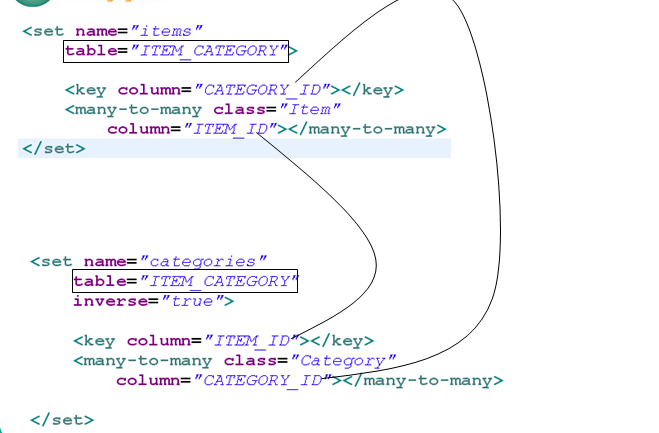 <set name="items"
table="ITEM_CATEGORY">
<key column="CATEGORY_ID"></key>
<many-to-many class="Item"
column="ITEM_ID"></many-to-many>
</set>
<set name="categories"
table="ITEM_CATEGORY"
inverse="true">
<key column="ITEM_ID"></key>
<many-to-many class="Category"
column="CATEGORY_ID"></many-to-many>
</set>